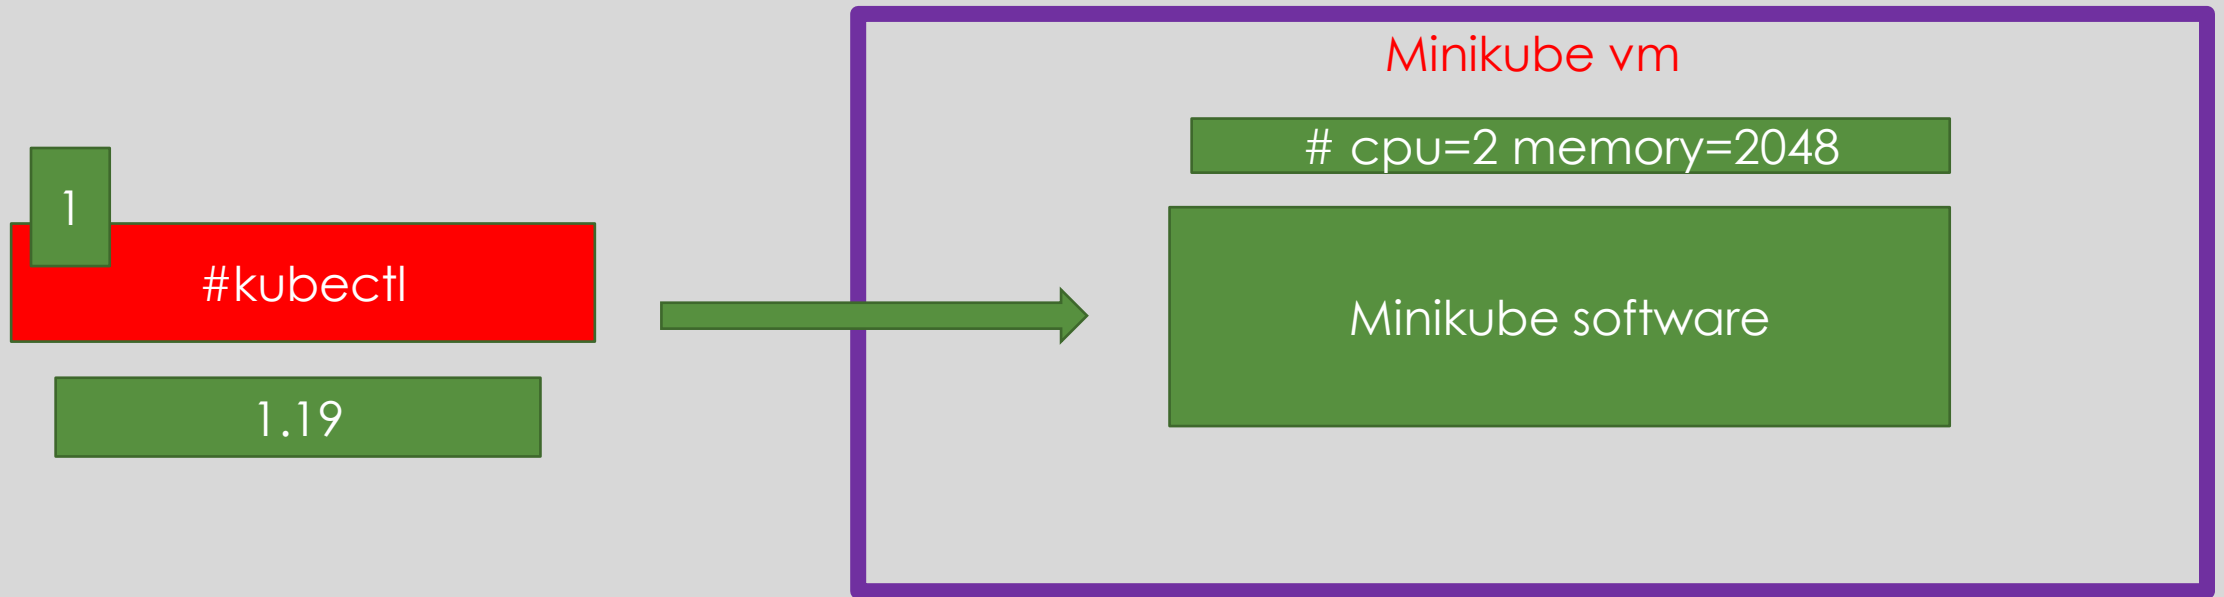 1
#kubectl
1.19
Minikube vm
# cpu=2 memory=2048
Minikube software